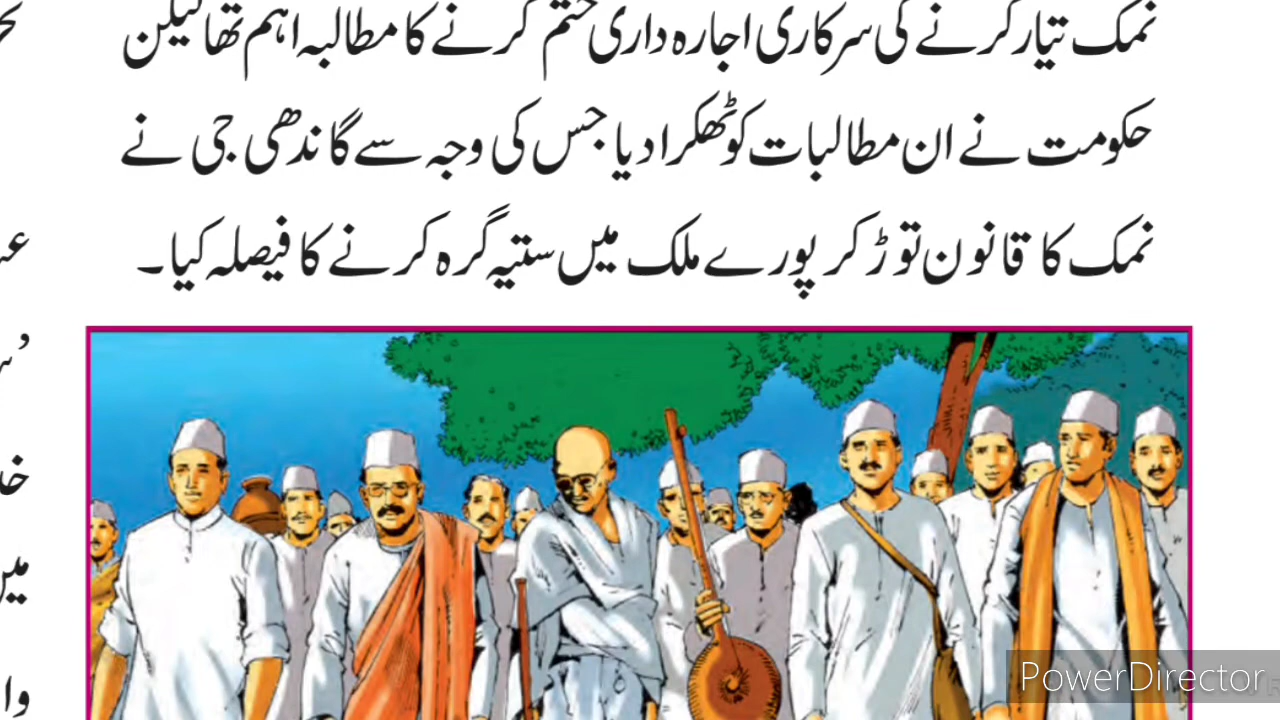 نمک تیار کرنے کی سرکاری اجارہ داری ختم کرنے کا مطالبہ اہم تھا لیکن
حکومت نے ان مطالبات کو ٹھکرا دیا جس کی وجہ سے گاندھی جی نے
نمک کا قانون توڑ کر پورے ملک میں ستیہ گرہ کرنے کا فیصلہ کیا۔
میں
PowerDirector